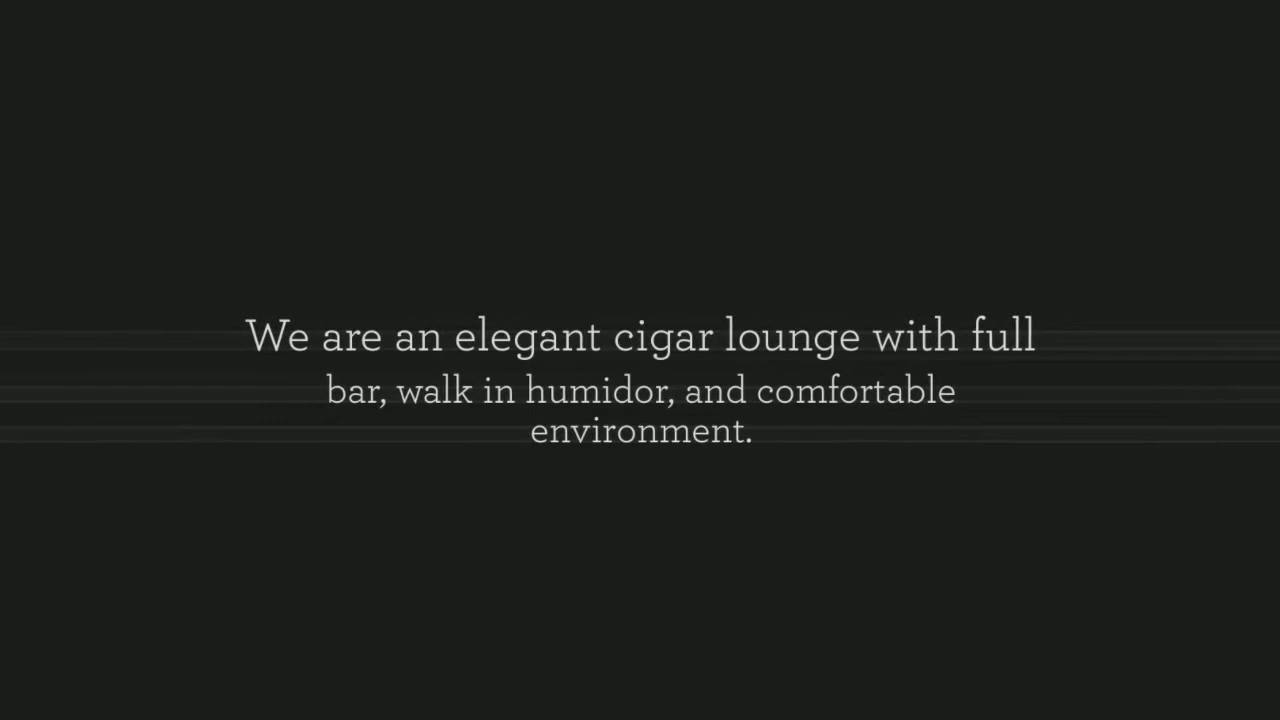 We are an elegant cigar lounge with full
bar, walk in humidor, and comfortable
environment.